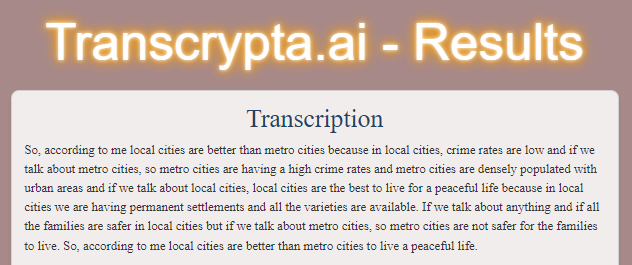 Transcrypta.ai - Results
Transcription
So, according to me local cities are better than metro cities because in local cities, crime rates are low and if we
talk about metro cities, so metro cities are having a high crime rates and metro cities are densely populated with
urban areas and if we talk about local cities, local cities are the best to live for a peaceful life because in local
cities we are having permanent settlements and all the varieties are available. If we talk about anything and if all
the families are safer in local cities but if we talk about metro cities, so metro cities are not safer for the families
to live. So, according to me local cities are better than metro cities to live a peaceful life.